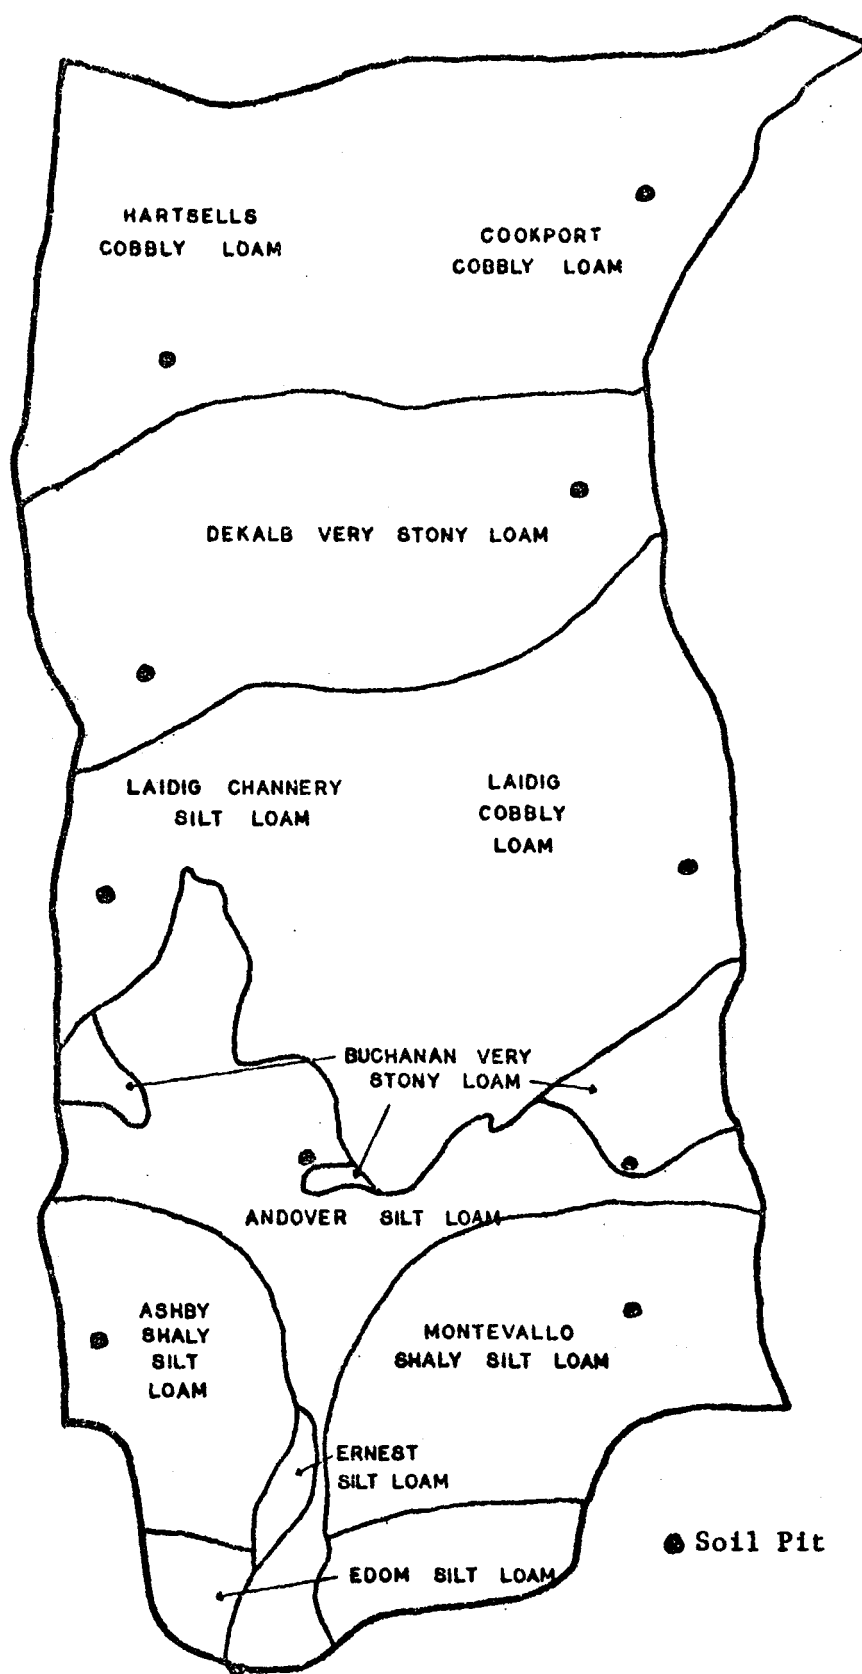 HARTSELLS
COBBLY LOAM
COOKPORT
COBBLY LOAM
DEKALB VERY STONY LOAM
LAIDIG CHANNERY
SILT LOAM
LAIDIG
COBBLY
LOAM
BUCHANAN VERY
STONY LOAM
ANDOVER SILT LOAM
ASHBY
SHALY
SILT
LOAM
MONTEVALLO
SHALY SILT LOAM
ERNEST
SILT LOAM
EDOM SILT LOAM
Soil Pit